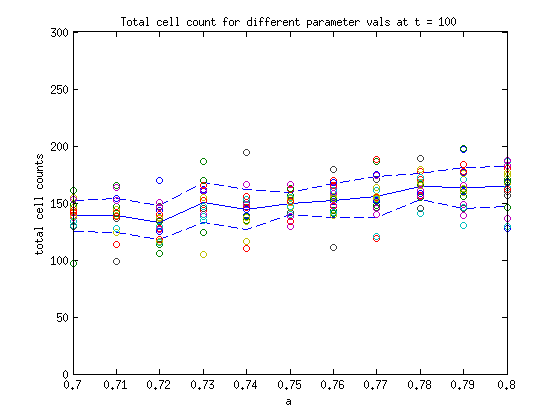 Total cell count for different parameter vals at t = 100
300
250
200
150
100
50
0
total cell counts
0.7 0.71 0.72 0.73 0.74 0.75 0.76 0.77 0.78 0.79 0.8
a